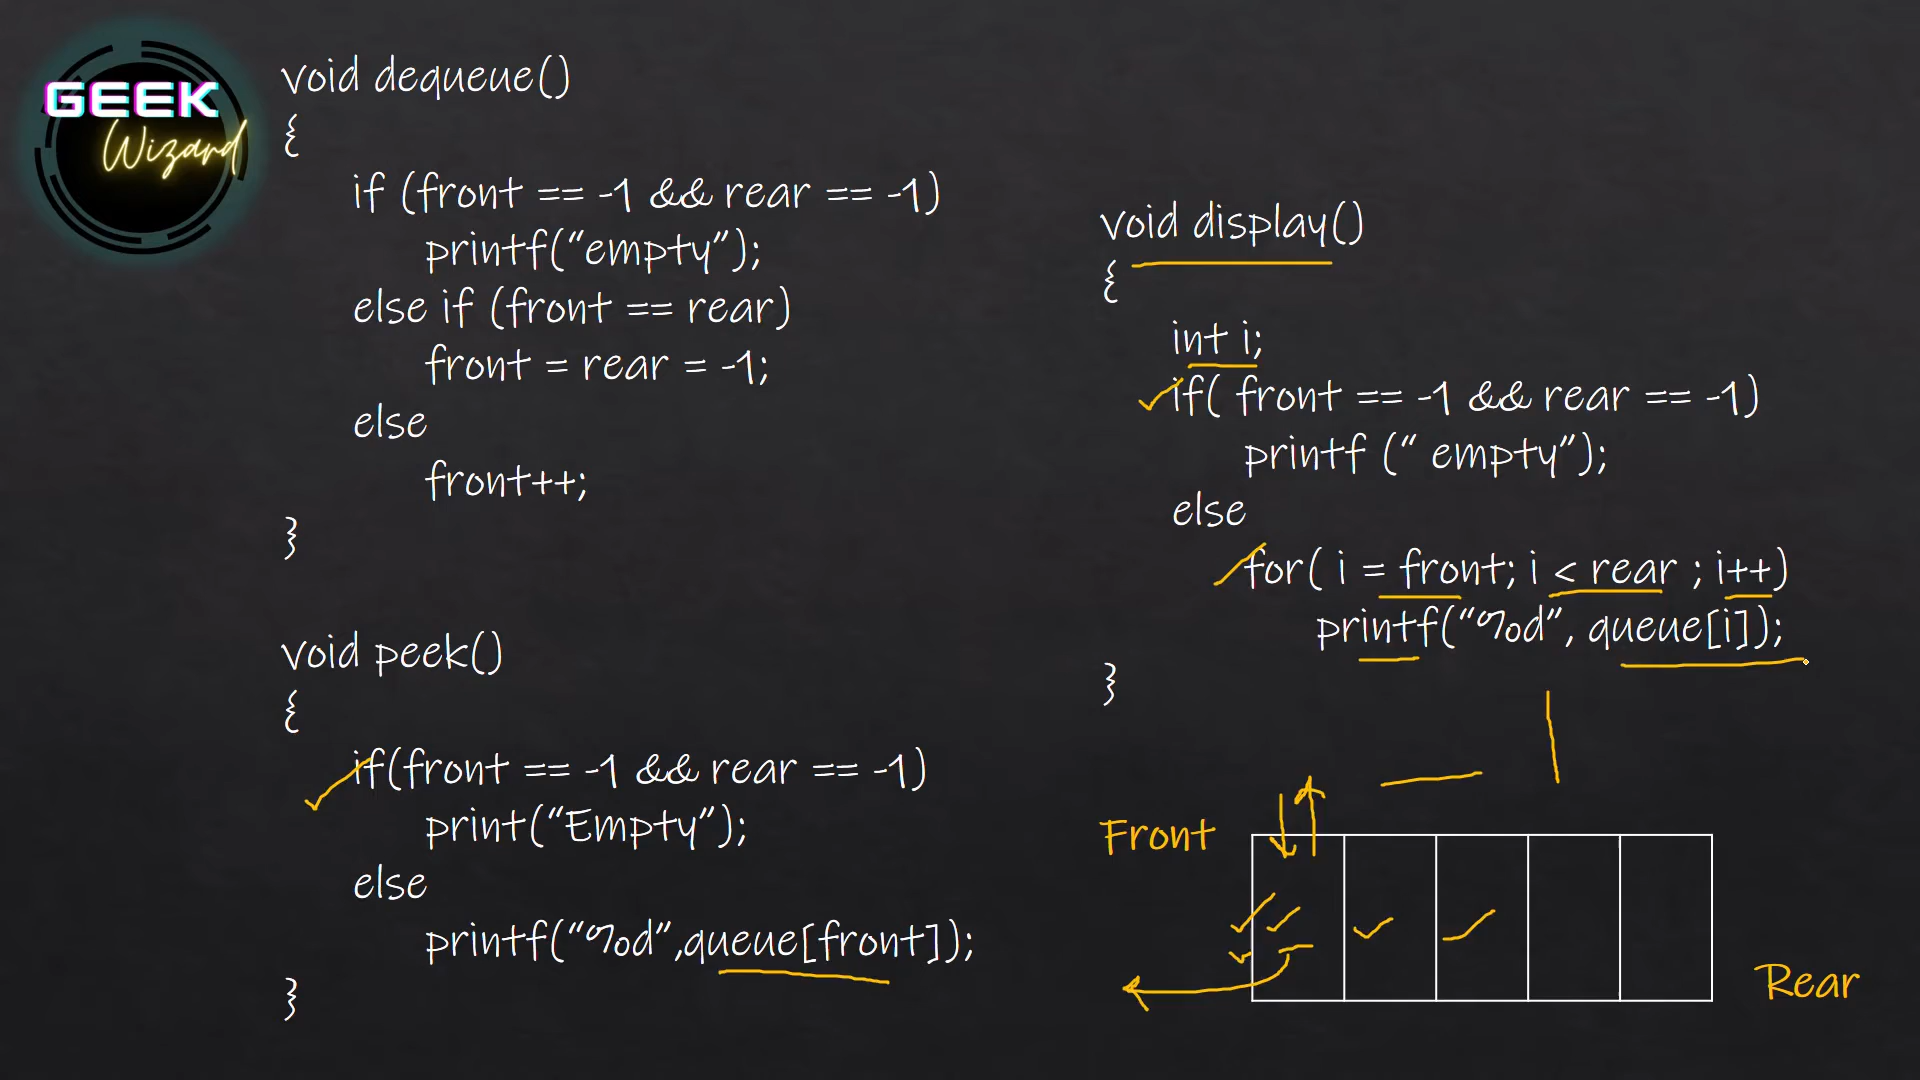 GEEK
Wizard
void dequeue()
{
if (front == -1 && rear == -1)
printf("empty");
else if (front == rear)
front = rear = -1;
else
front++;
}
void peek()
{
if(front == -1 && rear == -1)
print("Empty");
else
printf("%d",queue[front]);
}
void display()
{
int i;
if( front == -1 && rear == -1)
printf (" empty");
else
for( i = front; i < rear ; i++)
printf("%d", queue[i]);
}
Front
Rear